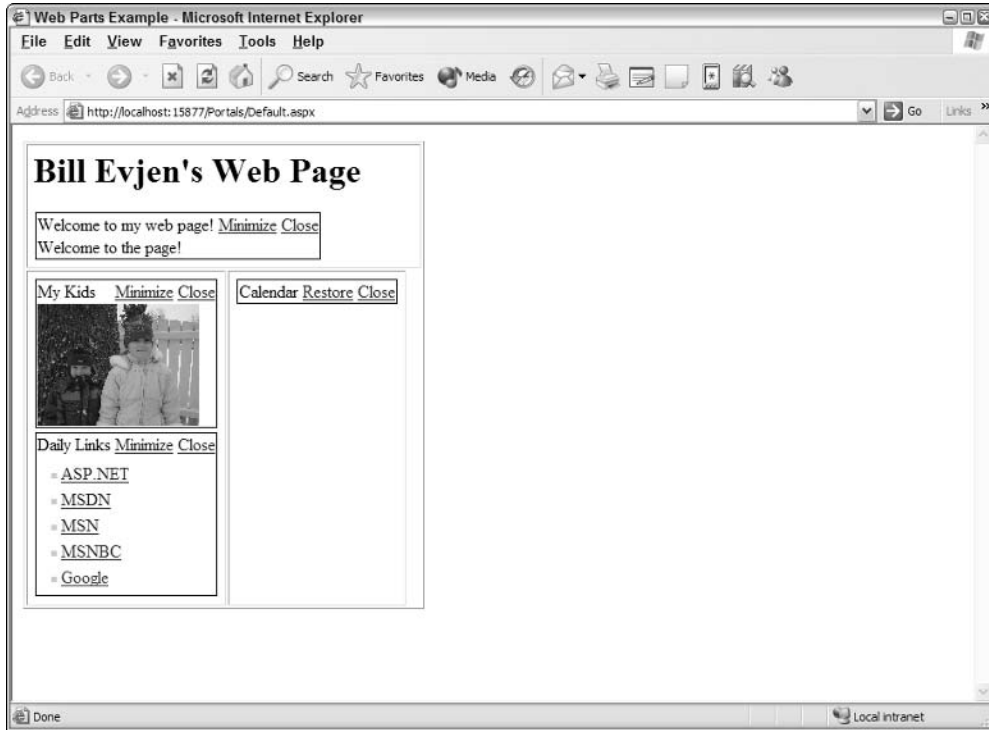 Web Parts Example - Microsoft Internet Explorer
File Edit View Favorites Tools Help
Back Search Favorites Media
Address http://localhost:15877/Portals/Default.aspx Go Links »
Bill Evjen's Web Page
Welcome to my web page! Minimize Close
Welcome to the page!
My Kids Minimize Close
Calendar Restore Close
Daily Links Minimize Close
ASP.NET
MSDN
MSN
MSNBC
Google
Done Local intranet